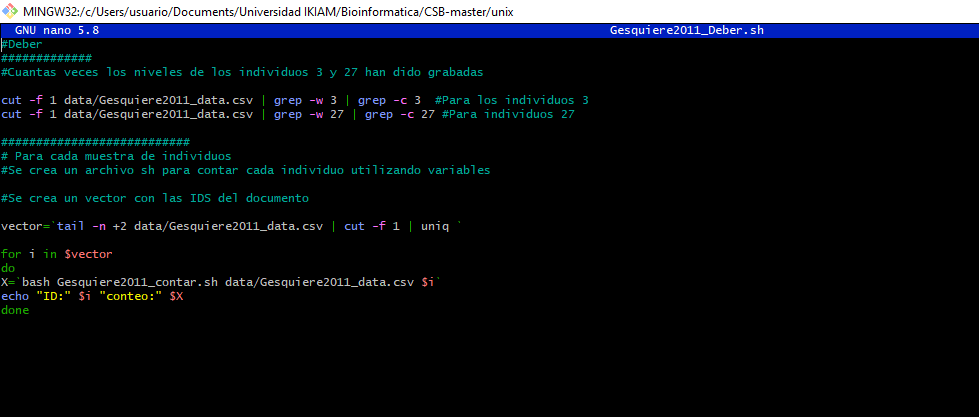 MINGW32:/c/Users/usuario/Documents/Universidad IKIAM/Bioinformatica/CSB-master/unix
GNU nano 5.8 Gesquiere2011_Deber.sh
#Deber
#############
#Cuantas veces los niveles de los individuos 3 y 27 han dido grabadas
cut -f 1 data/Gesquiere2011_data.csv | grep -w 3 | grep -c 3 #Para los individuos 3
cut -f 1 data/Gesquiere2011_data.csv | grep -w 27 | grep -c 27 #Para individuos 27
###########################
# Para cada muestra de individuos
#Se crea un archivo sh para contar cada individuo utilizando variables
#Se crea un vector con las IDS del documento
vector=`tail -n +2 data/Gesquiere2011_data.csv | cut -f 1 | uniq `
for i in $vector
do
X=`bash Gesquiere2011_contar.sh data/Gesquiere2011_data.csv $i`
echo "ID:" $i "conteo:" $X
done